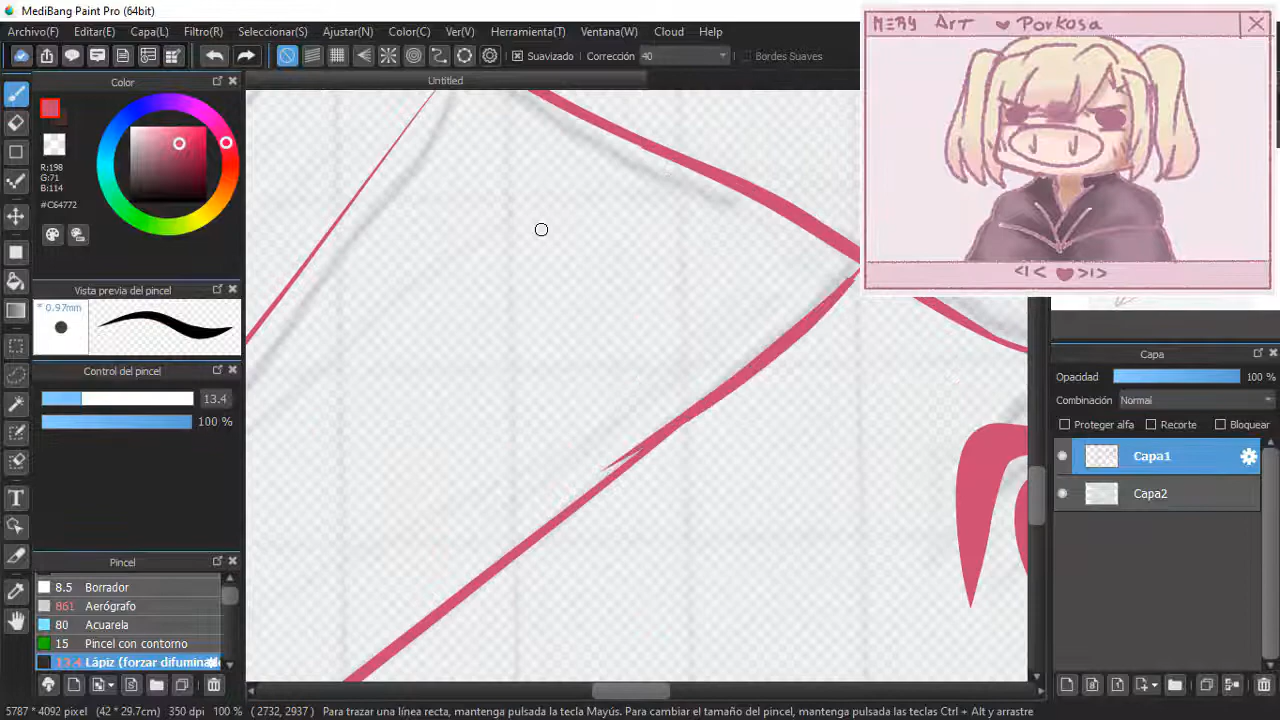 MediBang Paint Pro (64bit)
Archivo(F) Editar(E) Capa(L) Filtro(R) Seleccionar(S) Ajustar(N) Color(C) Ver(V) Herramienta(T) Ventana(W) Cloud Help
Suavizado Corrección 40 Bordes Suaves
Untitled
MERY Art ♥ Porkosa
Color
R:198
G:71
B:114
#C64772
<I< ♥ >I>
Vista previa del pincel
* 0.97mm
Control del pincel
13.4
100 %
Capa
Opacidad 100 %
Combinación Normal
Proteger alfa Recorte Bloquear
Capa1
Capa2
Pincel
8.5 Borrador
861 Aerógrafo
80 Acuarela
15 Pincel con contorno
13.4 Lápiz (forzar difumina
5787 * 4092 pixel (42 * 29.7cm) 350 dpi 100 % ( 2732, 2937 ) Para trazar una línea recta, mantenga pulsada la tecla Mayús. Para cambiar el tamaño del pincel, mantenga pulsadas las teclas Ctrl + Alt y arrastre